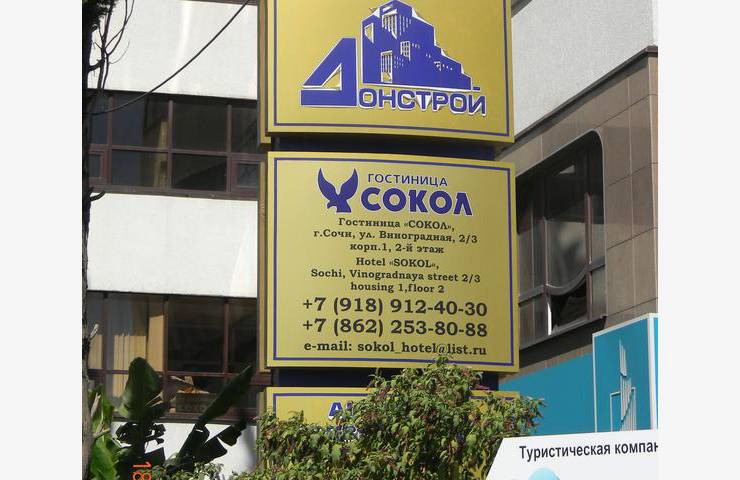 ДОНСТРОЙ
ГОСТИНИЦА
СОКОЛ
Гостиница «СОКОЛ»,
г.Сочи, ул. Виноградная, 2/3
корп.1, 2-й этаж
Hotel "SOKOL",
Sochi, Vinogradnaya street 2/3
housing 1,floor 2
+7 (918) 912-40-30
+7 (862) 253-80-88
e-mail: sokol_hotel@list.ru
Туристическая
18